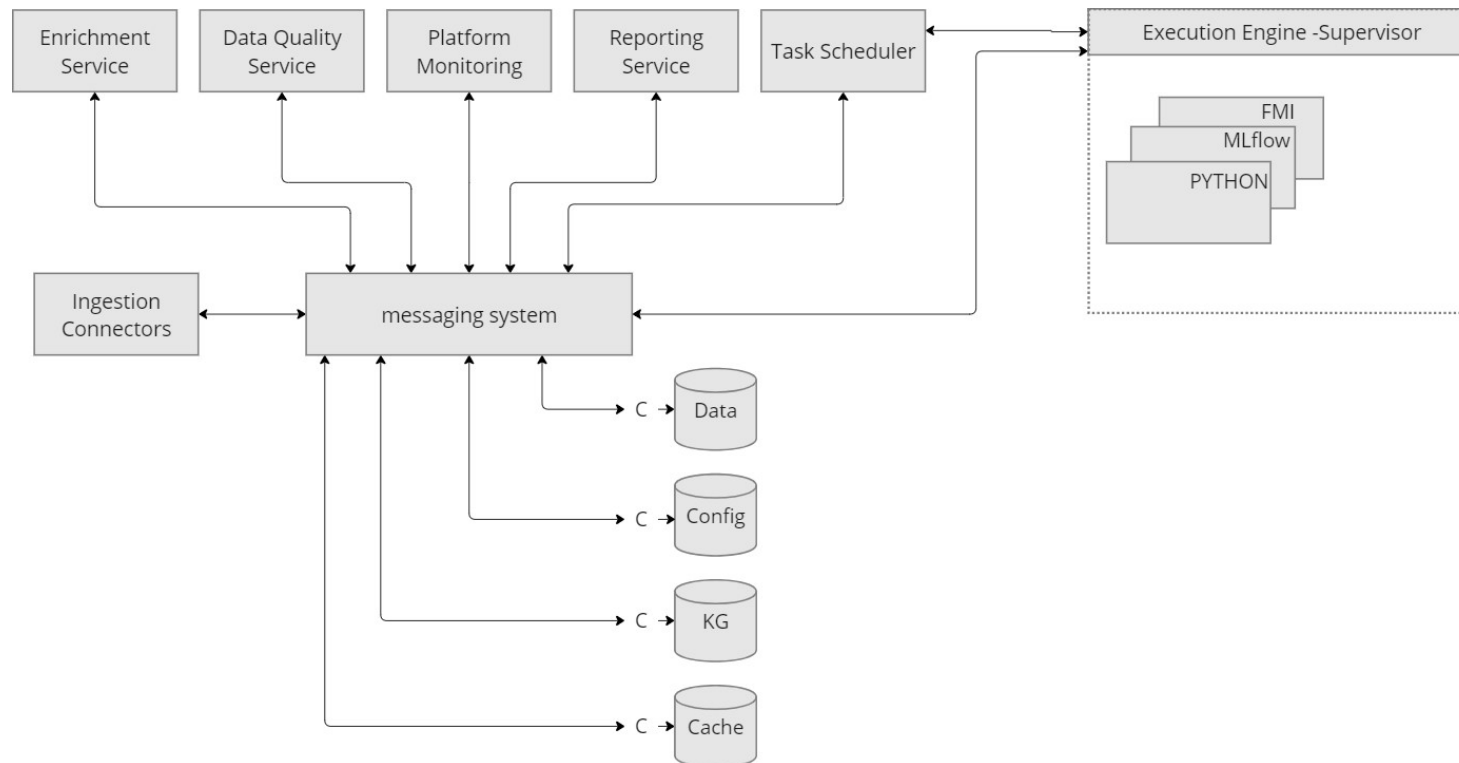 Enrichment
Service
Data Quality
Service
Platform
Monitoring
Reporting
Service
Task Scheduler
Execution Engine -Supervisor
FMI
MLflow
PYTHON
Ingestion
Connectors
messaging system
C
Data
C
Config
C
KG
C
Cache